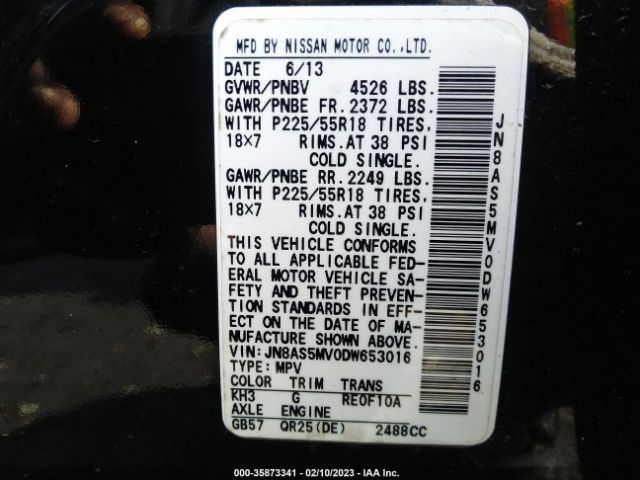 MFD BY NISSAN MOTOR CO.,LTD.
DATE 6/13
GVWR/PNBV 4526 LBS.
GAWR/PNBE FR. 2372 LBS.
WITH P225/55R18 TIRES,
18×7 RIMS.AT 38 PSI
COLD SINGLE.
GAWR/PNBE RR. 2249 LBS.
WITH P225/55R18 TIRES,
18×7 RIMS.AT 38 PSI
COLD SINGLE.
THIS VEHICLE CONFORMS
TO ALL APPLICABLE FED-
ERAL MOTOR VEHICLE SA-
FETY AND THEFT PREVEN-
TION STANDARDS IN EFF-
ECT ON THE DATE OF MA-
NUFACTURE SHOWN ABOVE.
VIN: JN8AS5MV0DW653016
TYPE: MPV
COLOR TRIM TRANS
KH3 G RE0F10A
AXLE ENGINE
GB57 QR25(DE) 2488CC
JN8AS5MV0DW653016
000-35873341 / 02/10/2023 / IAA Inc.